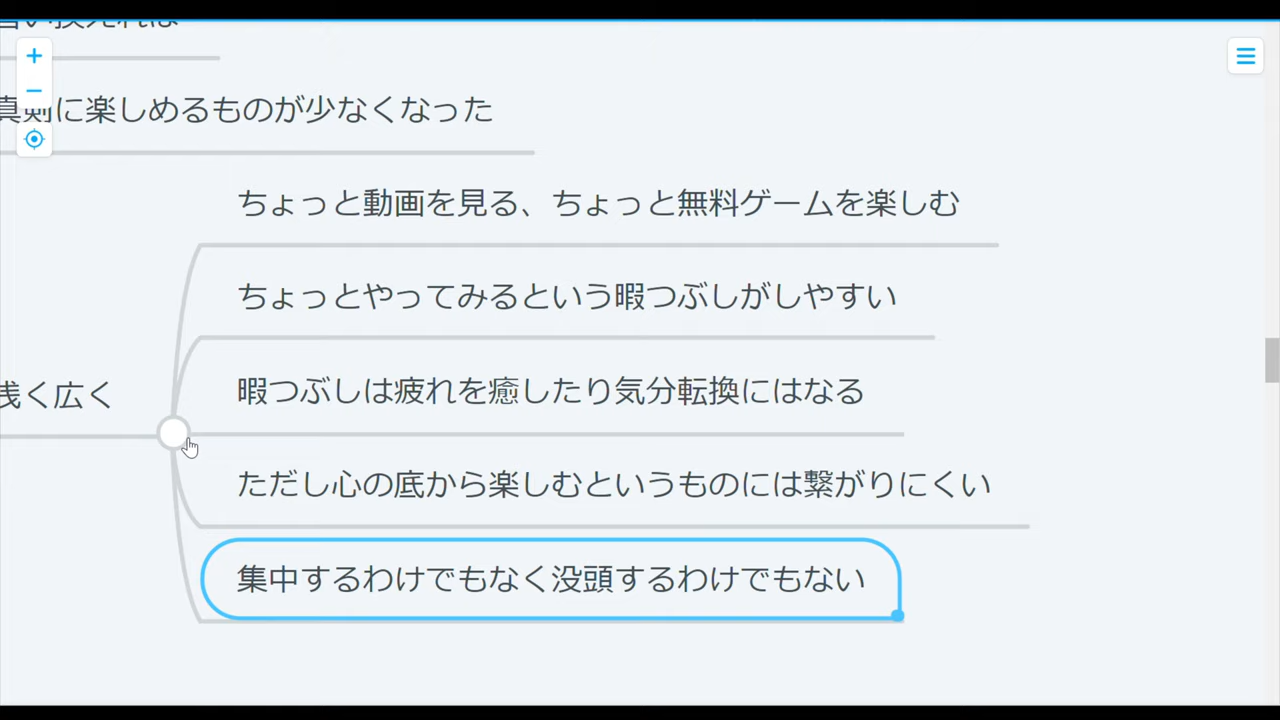 真剣に楽しめるものが少なくなった
ちょっと動画を見る、ちょっと無料ゲームを楽しむ
ちょっとやってみるという暇つぶしがしやすい
浅く広く
暇つぶしは疲れを癒したり気分転換にはなる
ただし心の底から楽しむというものには繋がりにくい
集中するわけでもなく没頭するわけでもない